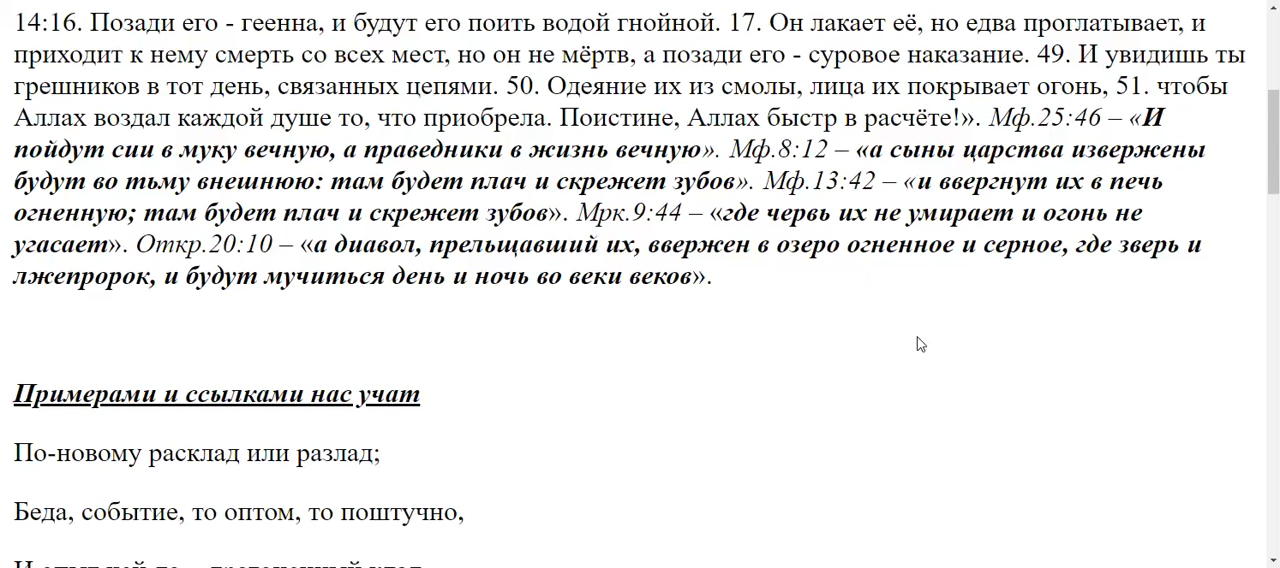 14:16. Позади его - геенна, и будут его поить водой гнойной. 17. Он лакает её, но едва проглатывает, и
приходит к нему смерть со всех мест, но он не мёртв, а позади его - суровое наказание. 49. И увидишь ты
грешников в тот день, связанных цепями. 50. Одеяние их из смолы, лица их покрывает огонь, 51. чтобы
Аллах воздал каждой душе то, что приобрела. Поистине, Аллах быстр в расчёте!». Мф.25:46 – «И
пойдут сии в муку вечную, а праведники в жизнь вечную». Мф.8:12 – «а сыны царства извержены
будут во тьму внешнюю: там будет плач и скрежет зубов». Мф.13:42 – «и ввергнут их в печь
огненную; там будет плач и скрежет зубов». Мрк.9:44 – «где червь их не умирает и огонь не
угасает». Откр.20:10 – «а диавол, прельщавший их, ввержен в озеро огненное и серное, где зверь и
лжепророк, и будут мучиться день и ночь во веки веков».
Примерами и ссылками нас учат
По-новому расклад или разлад;
Беда, событие, то оптом, то поштучно,